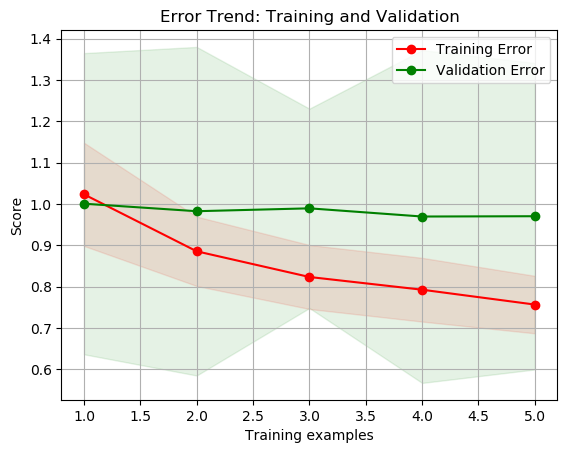 Error Trend: Training and Validation
Training Error
Validation Error
1.4
1.3
1.2
1.1
1.0
0.9
0.8
0.7
0.6
Score
1.0 1.5 2.0 2.5 3.0 3.5 4.0 4.5 5.0
Training examples